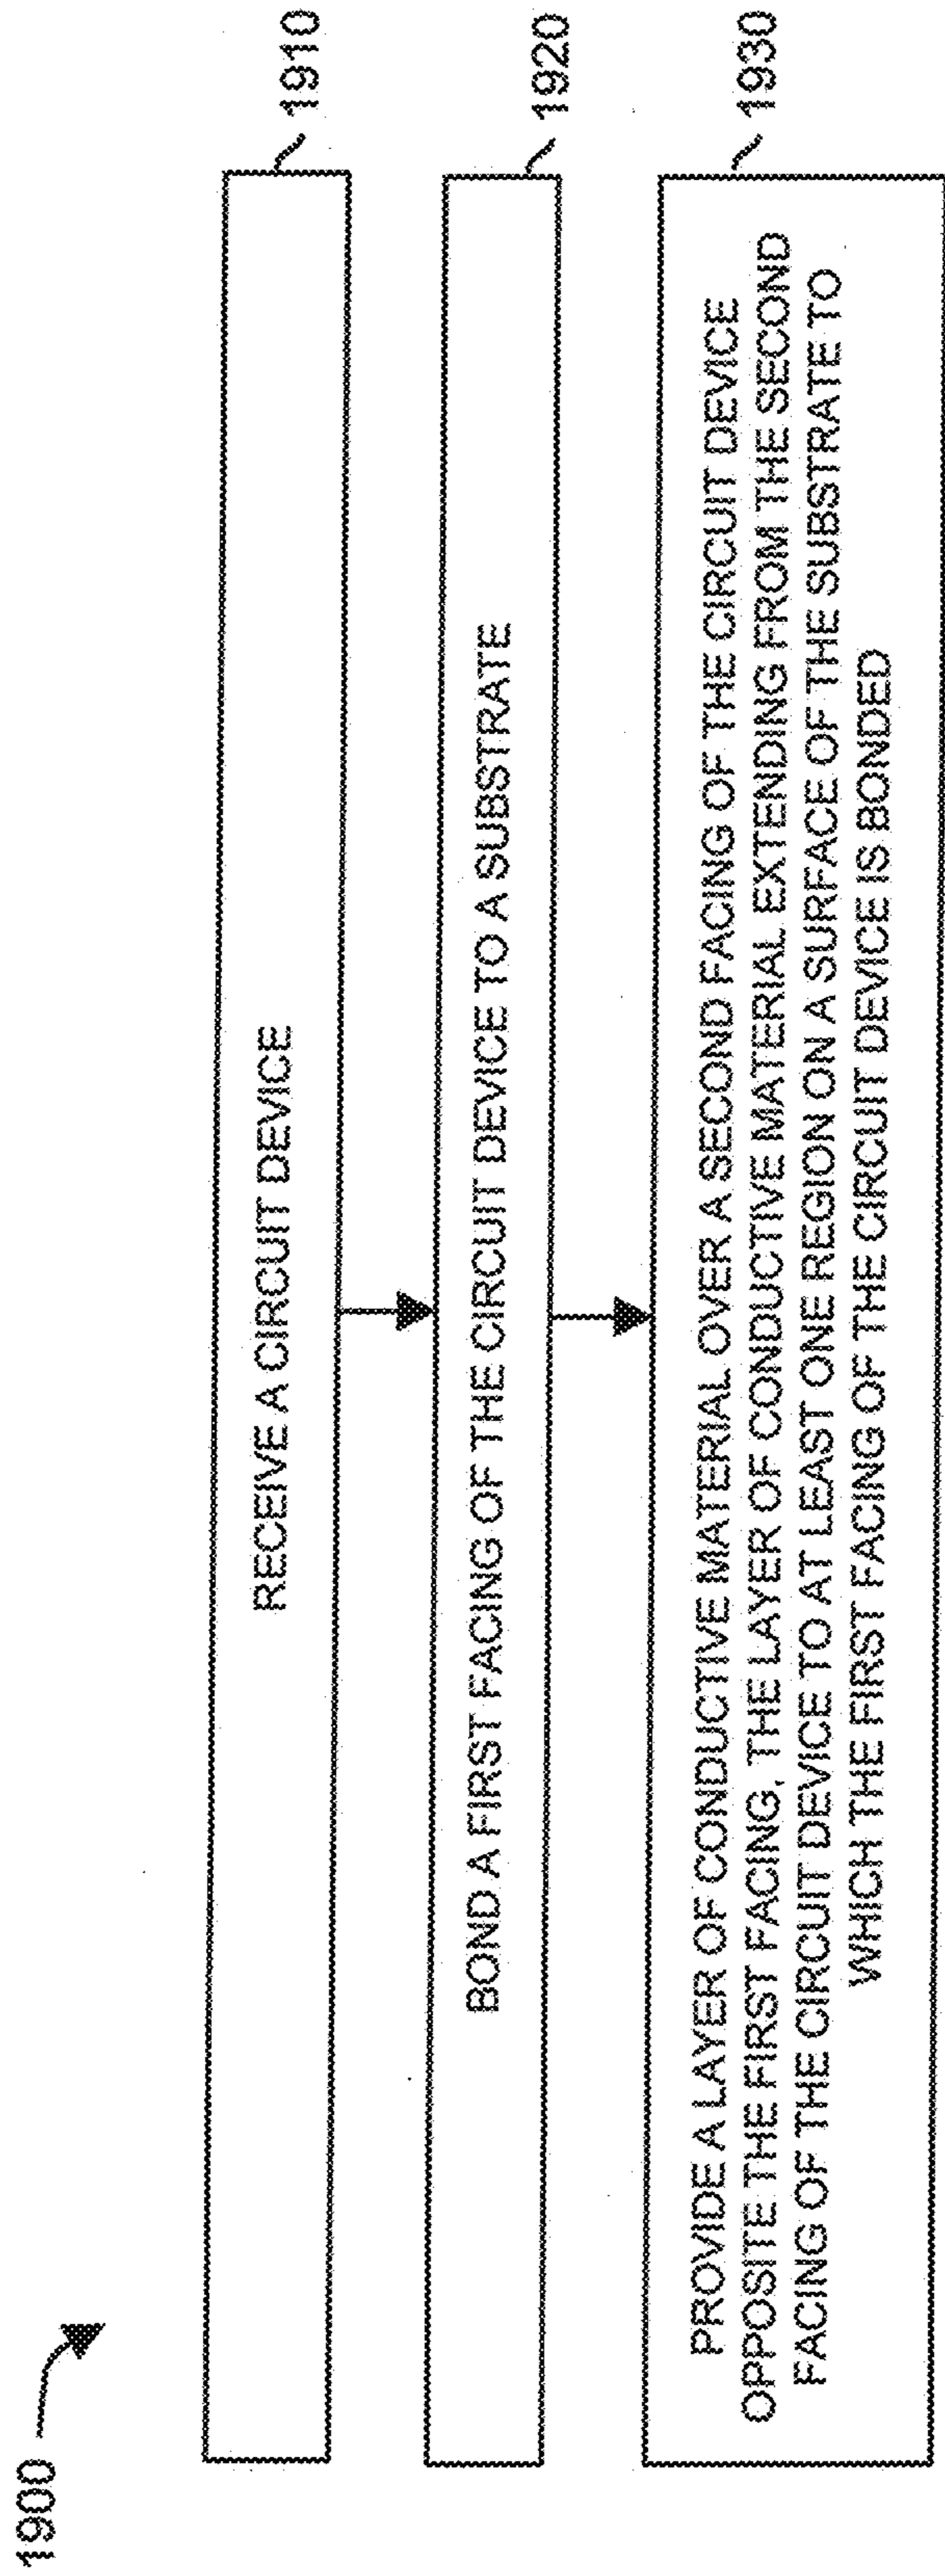 1900
RECEIVE A CIRCUIT DEVICE
1910
BOND A FIRST FACING OF THE CIRCUIT DEVICE TO A SUBSTRATE
1920
PROVIDE A LAYER OF CONDUCTIVE MATERIAL OVER A SECOND FACING OF THE CIRCUIT DEVICE
OPPOSITE THE FIRST FACING, THE LAYER OF CONDUCTIVE MATERIAL EXTENDING FROM THE SECOND
FACING OF THE CIRCUIT DEVICE TO AT LEAST ONE REGION ON A SURFACE OF THE SUBSTRATE TO
WHICH THE FIRST FACING OF THE CIRCUIT DEVICE IS BONDED
1930